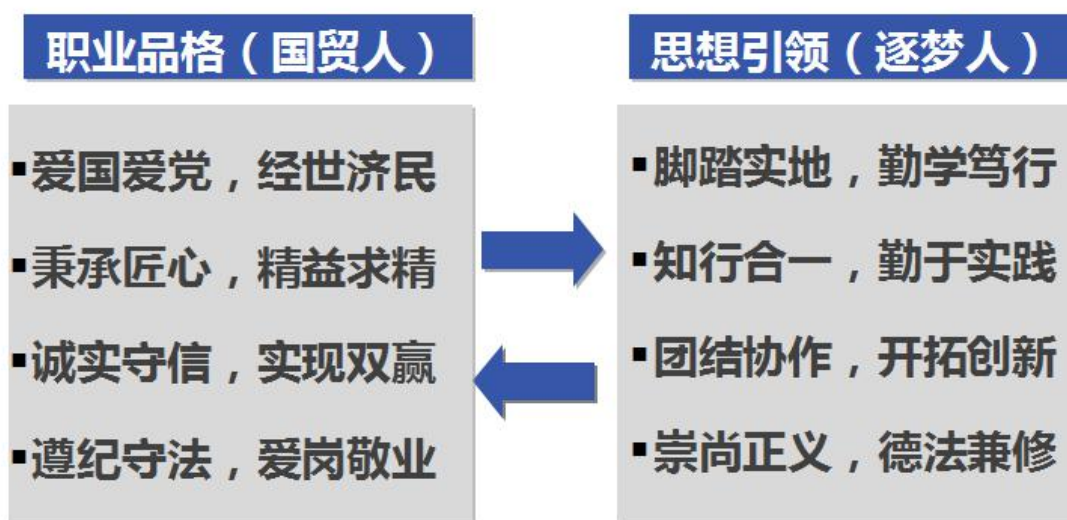 职业品格（国贸人）
▪爱国爱党，经世济民
▪秉承匠心，精益求精
▪诚实守信，实现双赢
▪遵纪守法，爱岗敬业
思想引领（逐梦人）
▪脚踏实地，勤学笃行
▪知行合一，勤于实践
▪团结协作，开拓创新
▪崇尚正义，德法兼修